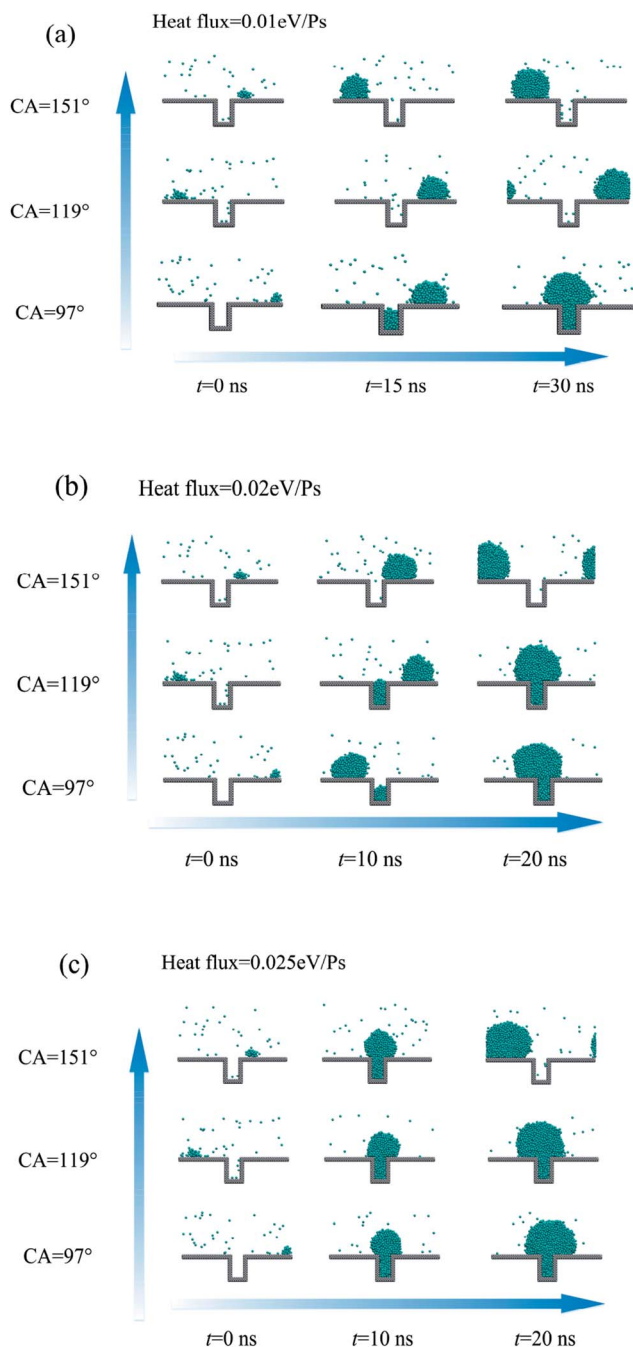 (a)
Heat flux=0.01eV/Ps
CA=151°
CA=119°
CA=97°
t=0 ns
t=15 ns
t=30 ns
(b)
Heat flux=0.02eV/Ps
CA=151°
CA=119°
CA=97°
t=0 ns
t=10 ns
t=20 ns
(c)
Heat flux=0.025eV/Ps
CA=151°
CA=119°
CA=97°
t=0 ns
t=10 ns
t=20 ns